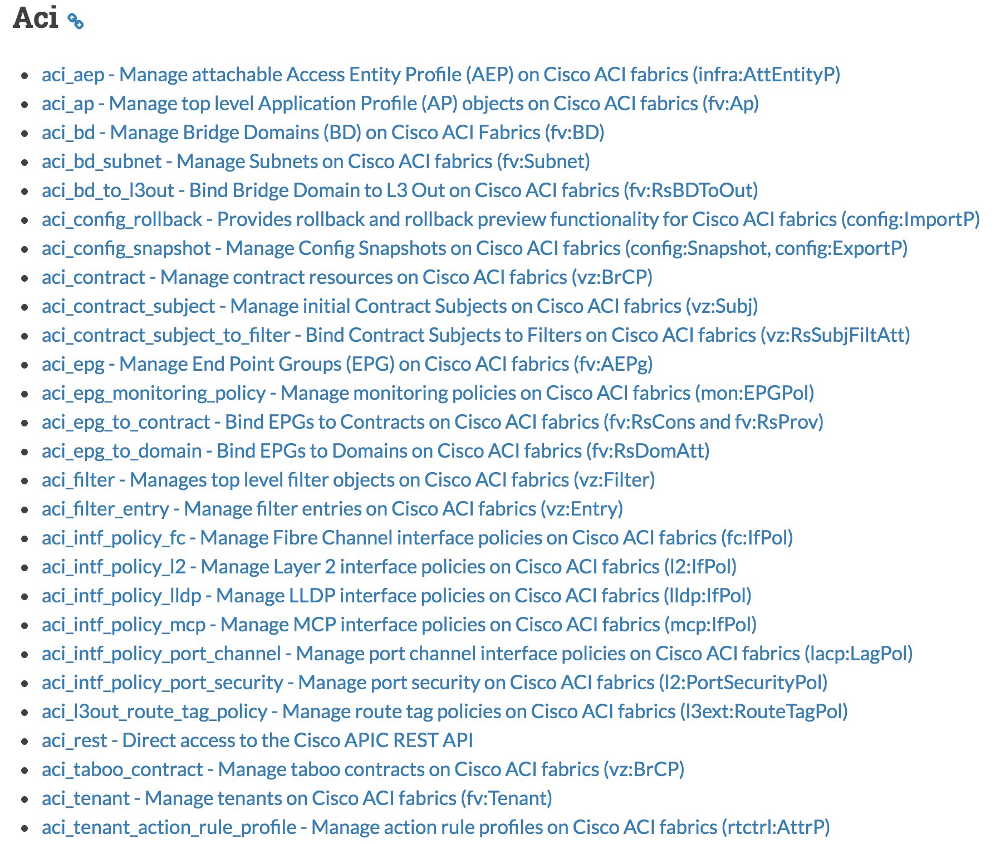 Aci
aci_aep - Manage attachable Access Entity Profile (AEP) on Cisco ACI fabrics (infra:AttEntityP)
aci_ap - Manage top level Application Profile (AP) objects on Cisco ACI fabrics (fv:Ap)
aci_bd - Manage Bridge Domains (BD) on Cisco ACI Fabrics (fv:BD)
aci_bd_subnet - Manage Subnets on Cisco ACI fabrics (fv:Subnet)
aci_bd_to_l3out - Bind Bridge Domain to L3 Out on Cisco ACI fabrics (fv:RsBDToOut)
aci_config_rollback - Provides rollback and rollback preview functionality for Cisco ACI fabrics (config:ImportP)
aci_config_snapshot - Manage Config Snapshots on Cisco ACI fabrics (config:Snapshot, config:ExportP)
aci_contract - Manage contract resources on Cisco ACI fabrics (vz:BrCP)
aci_contract_subject - Manage initial Contract Subjects on Cisco ACI fabrics (vz:Subj)
aci_contract_subject_to_filter - Bind Contract Subjects to Filters on Cisco ACI fabrics (vz:RsSubjFiltAtt)
aci_epg - Manage End Point Groups (EPG) on Cisco ACI fabrics (fv:AEPg)
aci_epg_monitoring_policy - Manage monitoring policies on Cisco ACI fabrics (mon:EPGPol)
aci_epg_to_contract - Bind EPGs to Contracts on Cisco ACI fabrics (fv:RsCons and fv:RsProv)
aci_epg_to_domain - Bind EPGs to Domains on Cisco ACI fabrics (fv:RsDomAtt)
aci_filter - Manages top level filter objects on Cisco ACI fabrics (vz:Filter)
aci_filter_entry - Manage filter entries on Cisco ACI fabrics (vz:Entry)
aci_intf_policy_fc - Manage Fibre Channel interface policies on Cisco ACI fabrics (fc:IfPol)
aci_intf_policy_l2 - Manage Layer 2 interface policies on Cisco ACI fabrics (l2:IfPol)
aci_intf_policy_lldp - Manage LLDP interface policies on Cisco ACI fabrics (lldp:IfPol)
aci_intf_policy_mcp - Manage MCP interface policies on Cisco ACI fabrics (mcp:IfPol)
aci_intf_policy_port_channel - Manage port channel interface policies on Cisco ACI fabrics (lacp:LagPol)
aci_intf_policy_port_security - Manage port security on Cisco ACI fabrics (l2:PortSecurityPol)
aci_l3out_route_tag_policy - Manage route tag policies on Cisco ACI fabrics (l3ext:RouteTagPol)
aci_rest - Direct access to the Cisco APIC REST API
aci_taboo_contract - Manage taboo contracts on Cisco ACI fabrics (vz:BrCP)
aci_tenant - Manage tenants on Cisco ACI fabrics (fv:Tenant)
aci_tenant_action_rule_profile - Manage action rule profiles on Cisco ACI fabrics (rtctrl:AttrP)